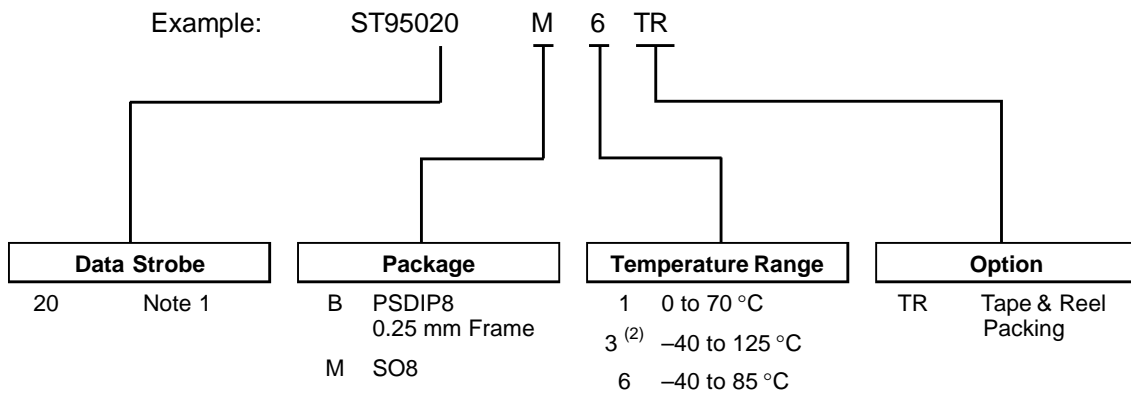 Example: ST95020 M 6 TR
Data Strobe
20 Note 1
Package
B PSDIP8
0.25 mm Frame
M SO8
Temperature Range
1 0 to 70 °C
3 (2) –40 to 125 °C
6 –40 to 85 °C
Option
TR Tape & Reel
Packing